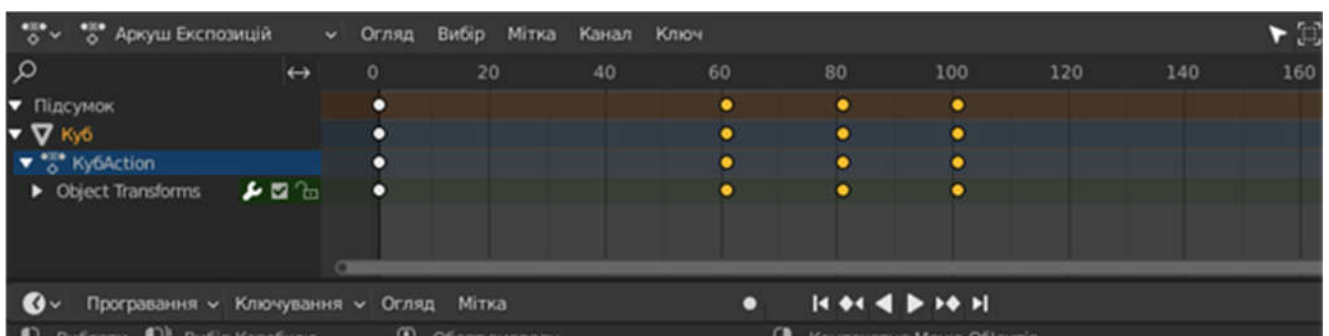 Аркуш Експозицій Огляд Вибір Мітка Канал Ключ
0 20 40 60 80 100 120 140 160
Підсумок
Куб
КубAction
Object Transforms
Програвання Ключування Огляд Мітка